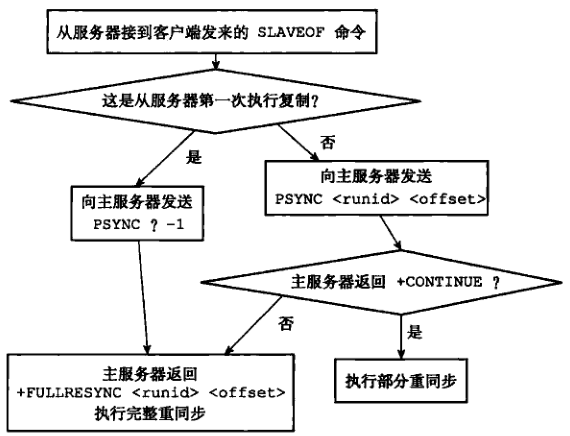 从服务器接到客户端发来的 SLAVEOF 命令
这是从服务器第一次执行复制?
是
否
向主服务器发送
PSYNC ? -1
向主服务器发送
PSYNC <runid> <offset>
主服务器返回 +CONTINUE ?
否
是
主服务器返回
+FULLRESYNC <runid> <offset>
执行完整重同步
执行部分重同步